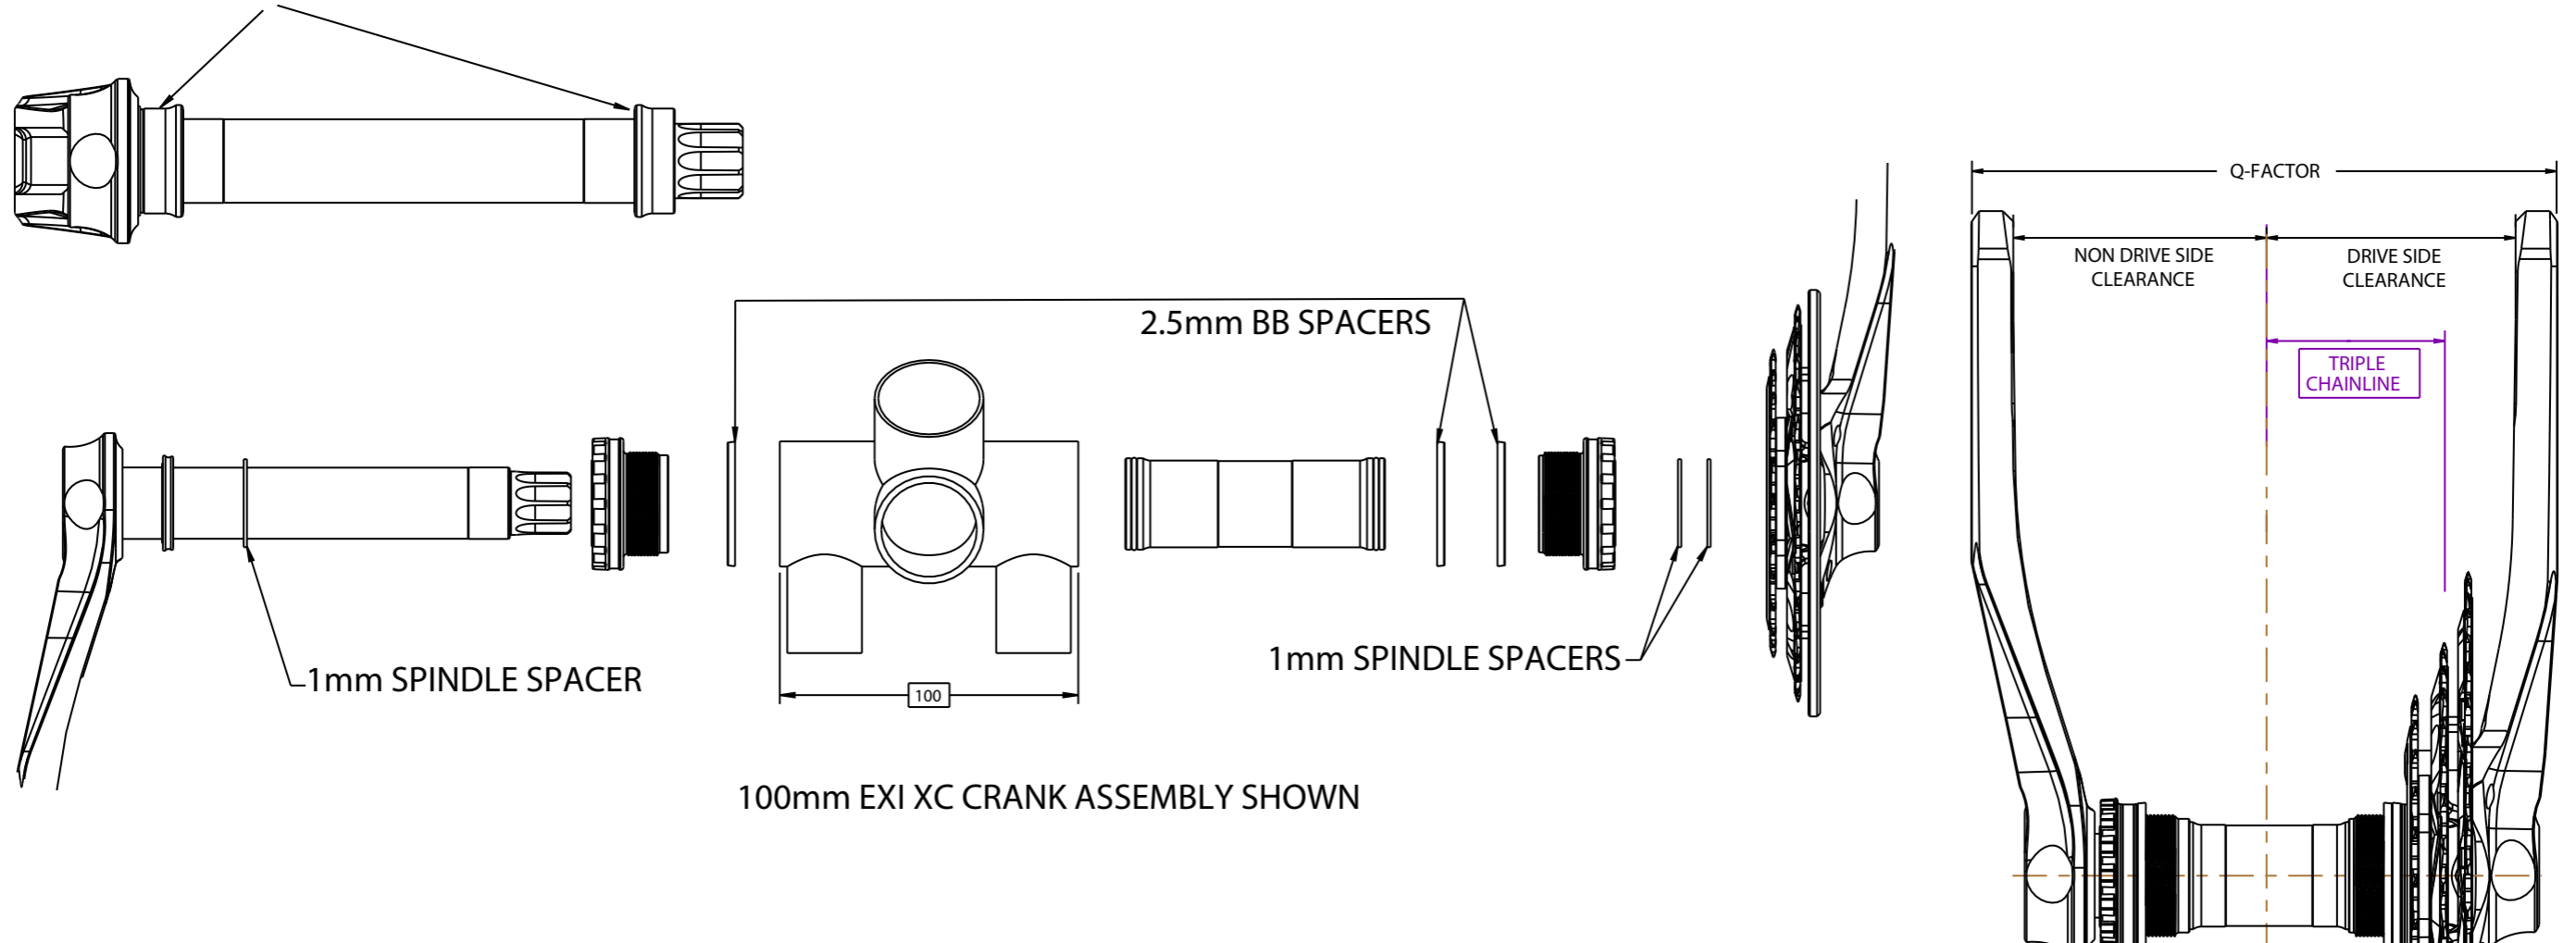 Q-FACTOR
NON DRIVE SIDE
CLEARANCE
DRIVE SIDE
CLEARANCE
2.5mm BB SPACERS
TRIPLE
CHAINLINE
1mm SPINDLE SPACER
1mm SPINDLE SPACERS
100
100mm EXI XC CRANK ASSEMBLY SHOWN